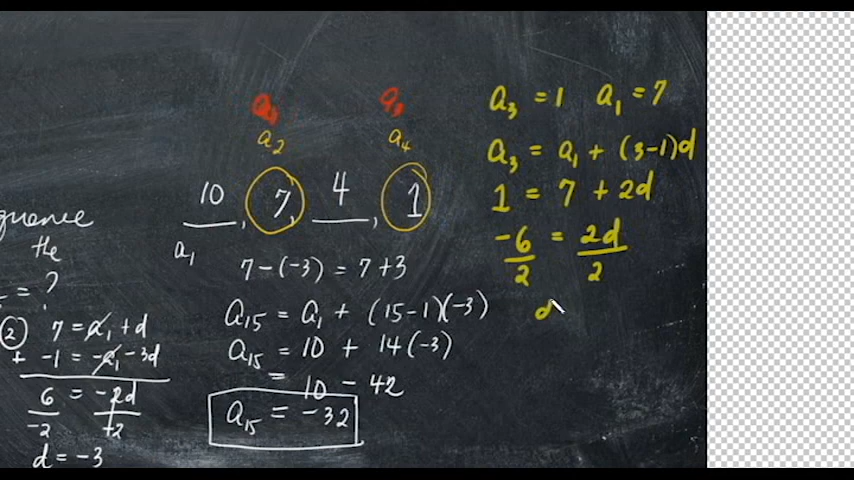 a₁ a₃
a₂ a₄
10, 7, 4, 1
a₁
7-(-3) = 7+3
a₁₅ = a₁ + (15-1)(-3)
a₁₅ = 10 + 14(-3)
= 10 - 42
a₁₅ = -32
the
= ?
② 7 = a₁ + d
+ -1 = -a₁ - 3d
6 = -2d
-2 -2
d = -3
a₃ = 1 a₁ = 7
a₃ = a₁ + (3-1)d
1 = 7 + 2d
-6 = 2d
2 2
d